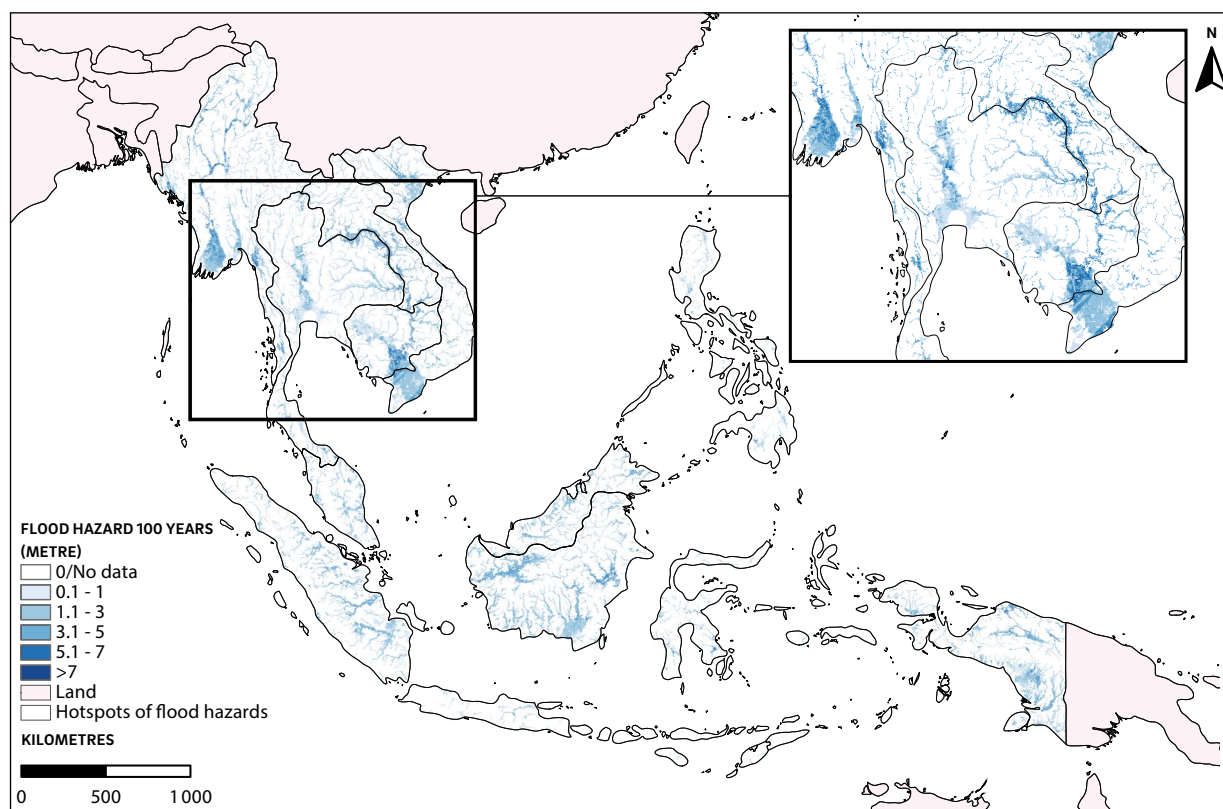 N
FLOOD HAZARD 100 YEARS
(METRE)
0/No data
0.1 - 1
1.1 - 3
3.1 - 5
5.1 - 7
>7
Land
Hotspots of flood hazards
KILOMETRES
0 500 1 000